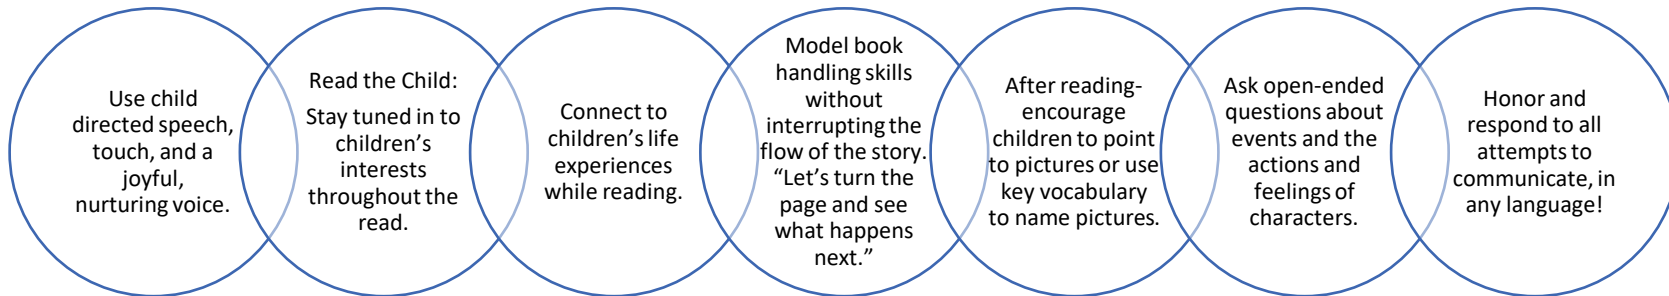 Use child
directed speech,
touch, and a
joyful,
nurturing voice.
Read the Child:
Stay tuned in to
children’s
interests
throughout the
read.
Connect to
children’s life
experiences
while reading.
Model book
handling skills
without
interrupting the
flow of the story.
“Let’s turn the
page and see
what happens
next.”
After reading-
encourage
children to point
to pictures or use
key vocabulary
to name pictures.
Ask open-ended
questions about
events and the
actions and
feelings of
characters.
Honor and
respond to all
attempts to
communicate, in
any language!